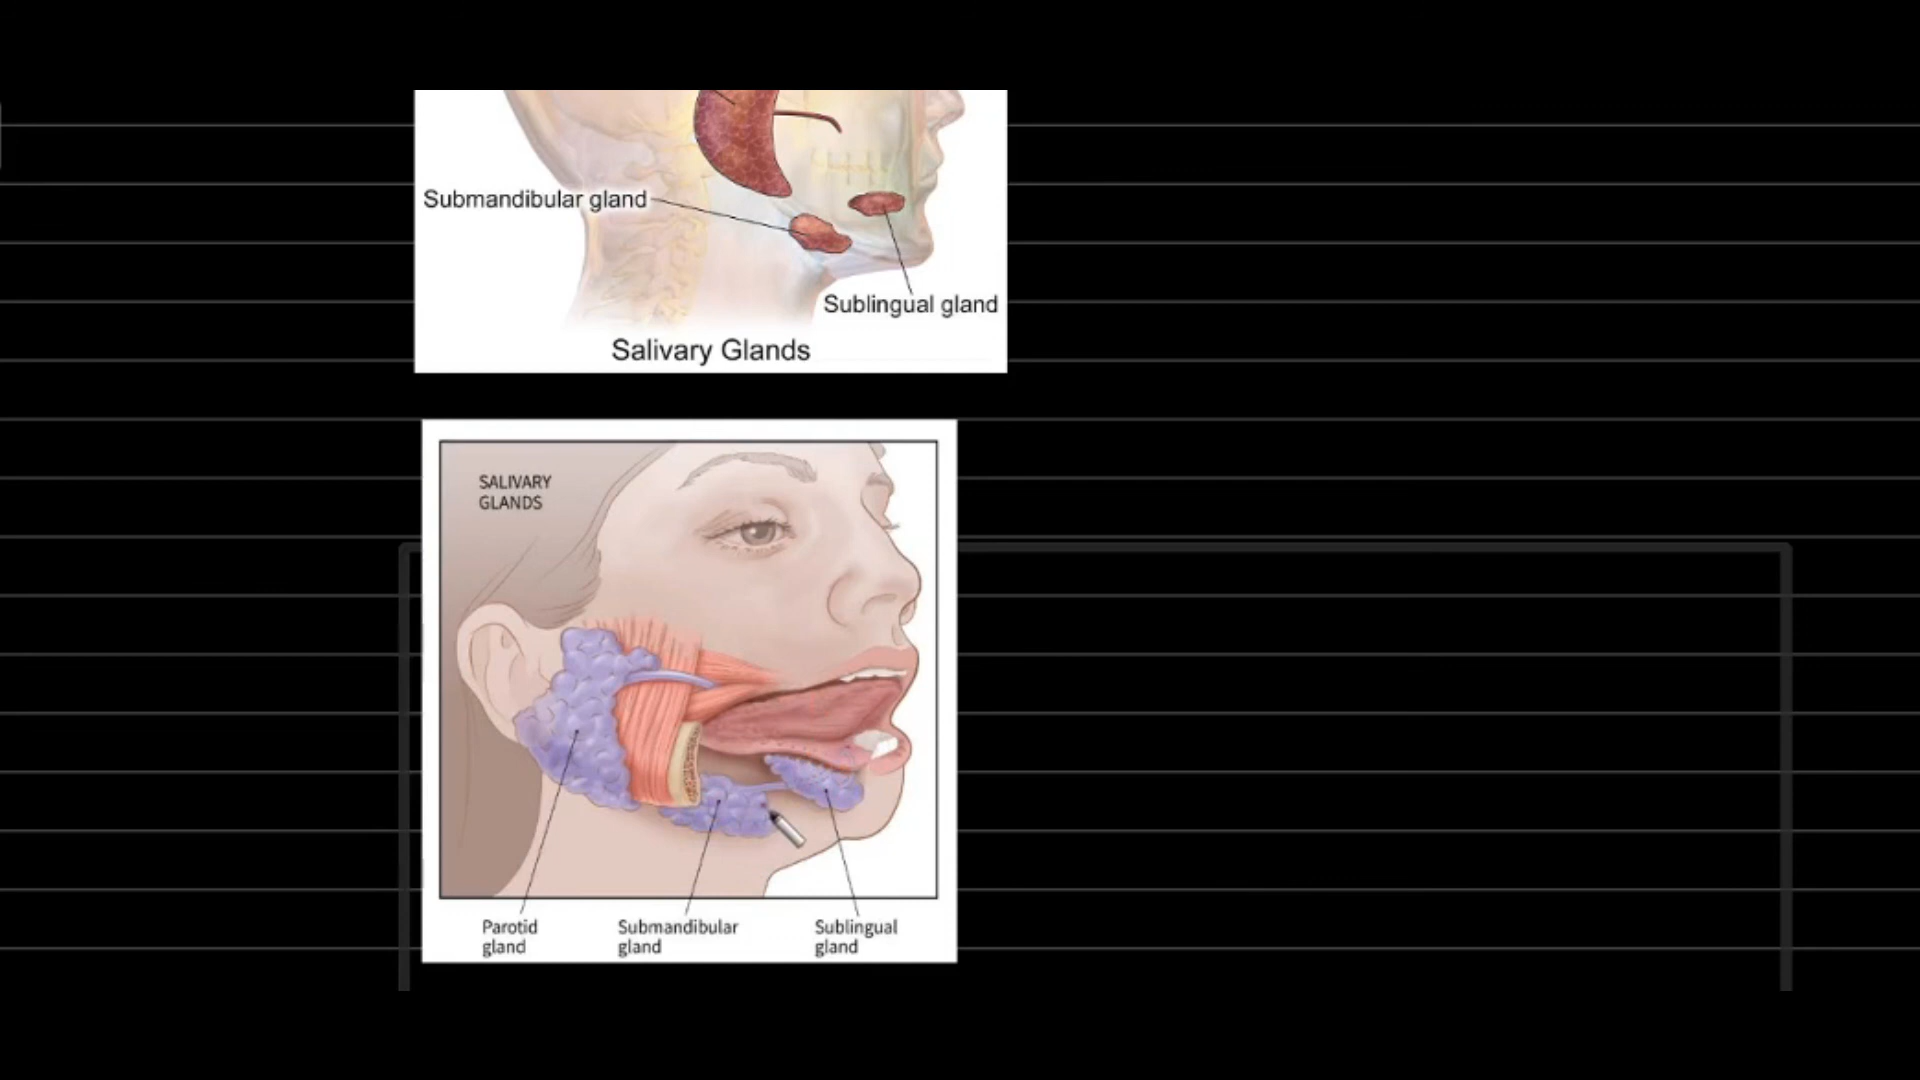 Submandibular gland
Sublingual gland
Salivary Glands
SALIVARY
GLANDS
Parotid
gland
Submandibular
gland
Sublingual
gland